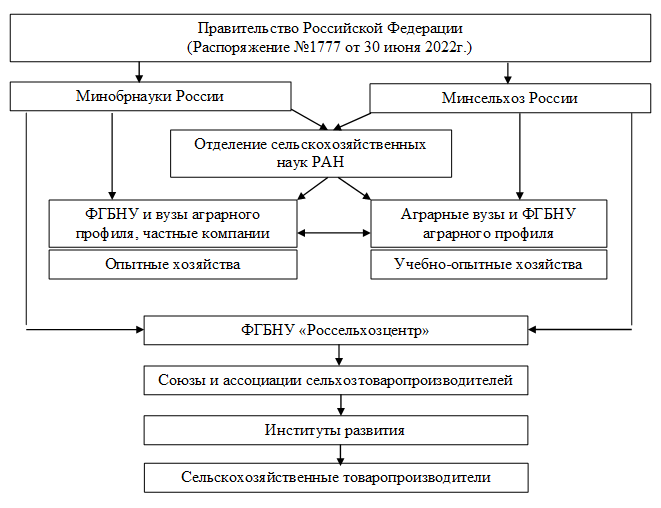 Правительство Российской Федерации
(Распоряжение №1777 от 30 июня 2022г.)
Минобрнауки России
Минсельхоз России
Отделение сельскохозяйственных
наук РАН
ФГБНУ и вузы аграрного
профиля, частные компании
Аграрные вузы и ФГБНУ
аграрного профиля
Опытные хозяйства
Учебно-опытные хозяйства
ФГБНУ «Россельхозцентр»
Союзы и ассоциации сельхозтоваропроизводителей
Институты развития
Сельскохозяйственные товаропроизводители